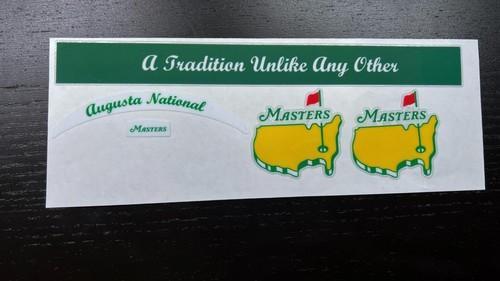 A Tradition Unlike Any Other
Augusta National
MASTERS
MASTERS
MASTERS